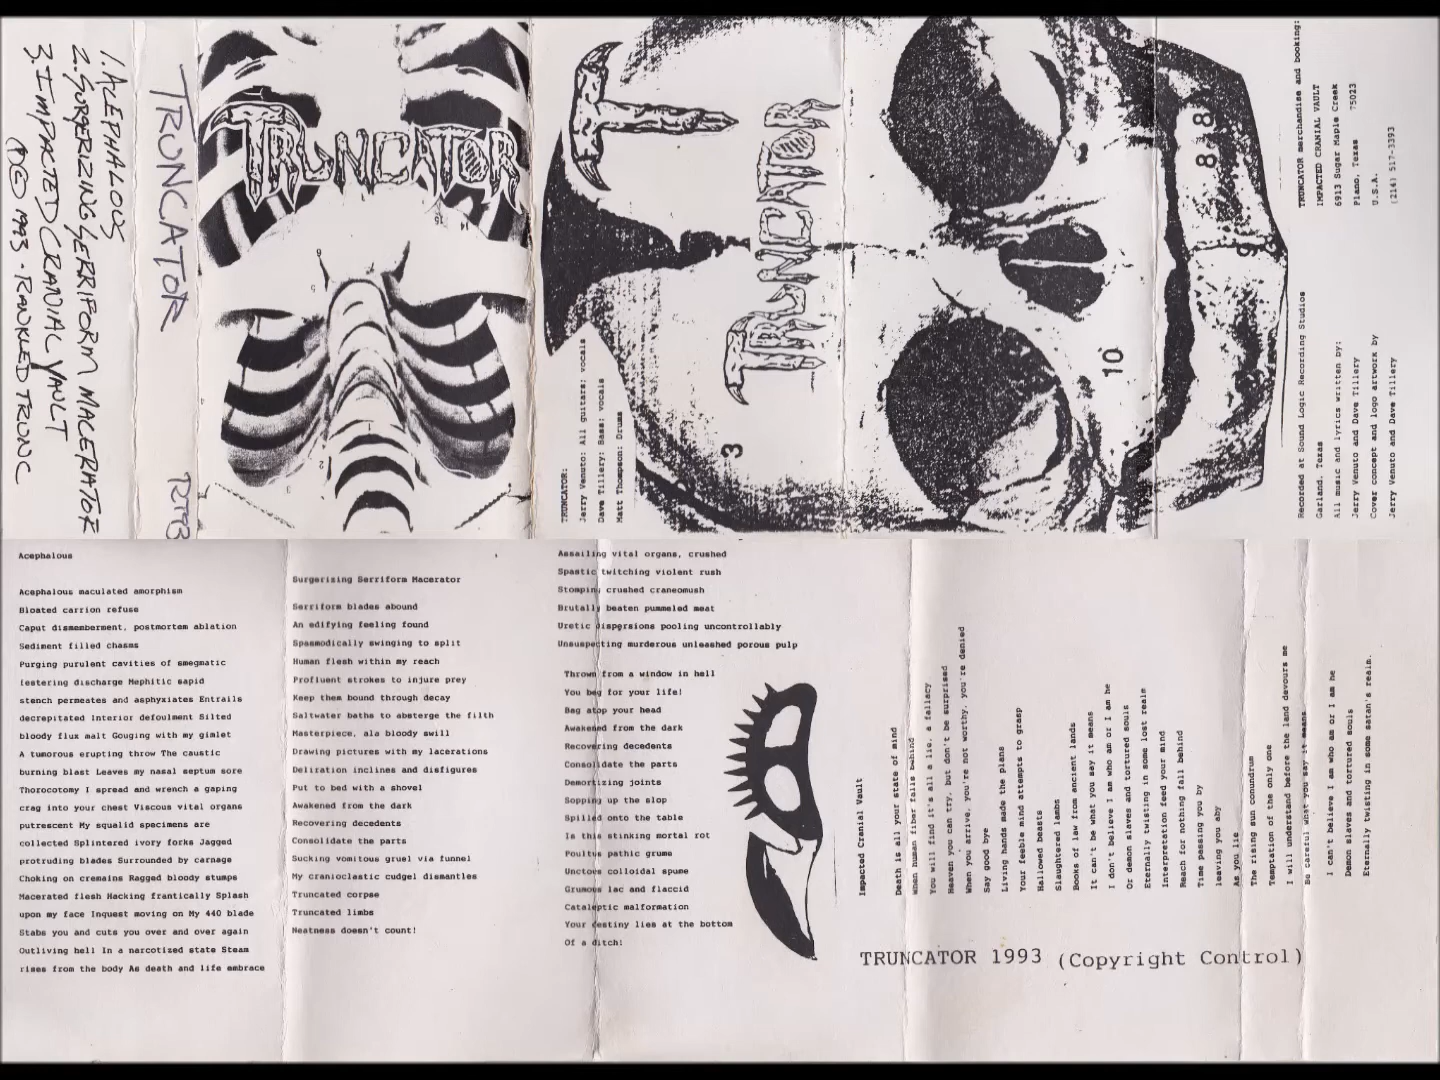 1. ACEPHALOUS
2. SURGERIZING SERRIFORM MACERATOR
3. IMPACTED CRANIAL VAULT
Ⓟ© 1993 - RANKLED TRUNC
TRUNCATOR
TRUNCATOR
TRUNCATOR:
Jerry Venuto: All guitars; vocals
Dave Tillery: Bass; vocals
Matt Thompson: Drums
T
TRUNCATOR
3
10
8 8
9
TRUNCATOR merchandise and booking:
IMPACTED CRANIAL VAULT
6913 Sugar Maple Creek
Plano, Texas 75023
U.S.A.
(214) 517-3393
Recorded at Sound Logic Recording Studios
Garland, Texas
All music and lyrics written by:
Jerry Venuto and Dave Tillery
Cover concept and logo artwork by
Jerry Venuto and Dave Tillery
Acephalous
Acephalous maculated amorphism
Bloated carrion refuse
Caput dismemberment, postmortem ablation
Sediment filled chasms
Purging purulent cavities of smegmatic
festering discharge Mephitic sapid
stench permeates and asphyxiates Entrails
decrepitated Interior defoulment Silted
bloody flux malt Gouging with my gimlet
A tumorous erupting throw The caustic
burning blast Leaves my nasal septum sore
Thorocotomy I spread and wrench a gaping
crag into your chest Viscous vital organs
putrescent My squalid specimens are
collected Splintered ivory forks Jagged
protruding blades Surrounded by carnage
Choking on cremains Ragged bloody stumps
Macerated flesh Hacking frantically Splash
upon my face Inquest moving on My 440 blade
Stabs you and cuts you over and over again
Outliving hell In a narcotized state Steam
rises from the body As death and life embrace
Surgerizing Serriform Macerator
Serriform blades abound
An edifying feeling found
Spasmodically swinging to split
Human flesh within my reach
Profluent strokes to injure prey
Keep them bound through decay
Saltwater baths to absterge the filth
Masterpiece, ala bloody swill
Drawing pictures with my lacerations
Deliration inclines and disfigures
Put to bed with a shovel
Awakened from the dark
Recovering decedents
Consolidate the parts
Sucking vomitous gruel via funnel
My cranioclastic cudgel dismantles
Truncated corpse
Truncated limbs
Neatness doesn't count!
Assailing vital organs, crushed
Spastic twitching violent rush
Stomping crushed craneomush
Brutally beaten pummeled meat
Uretic dispersions pooling uncontrollably
Unsuspecting murderous unleashed porous pulp
Thrown from a window in hell
You beg for your life!
Bag atop your head
Awakened from the dark
Recovering decedents
Consolidate the parts
Demortizing joints
Sopping up the slop
Spilled onto the table
Is this stinking mortal rot
Poultus pathic grume
Unctous colloidal spume
Grumous lac and flaccid
Cataleptic malformation
Your destiny lies at the bottom
Of a ditch!
Impacted Cranial Vault
Death is all your state of mind
When human fiber falls behind
You will find it's all a lie, a fallacy
Heaven you can try, but don't be surprised
When you arrive, you're not worthy, you're denied
Say good bye
Living hands made the plans
Your feeble mind attempts to grasp
Hallowed beasts
Slaughtered lambs
Books of law from ancient lands
It can't be what you say it means
I don't believe I am who am or I am he
Or demon slaves and tortured souls
Eternally twisting in some lost realm
Interpretation feed your mind
Reach for nothing fall behind
Time passing you by
leaving you aby
As you lie
The rising sun conundrum
Temptation of the only one
I will understand before the land devours me
Be careful what you say it means
I can't believe I am who am or I am he
Demon slaves and tortured souls
Eternally twisting in some satan's realm.
TRUNCATOR 1993 (Copyright Control)